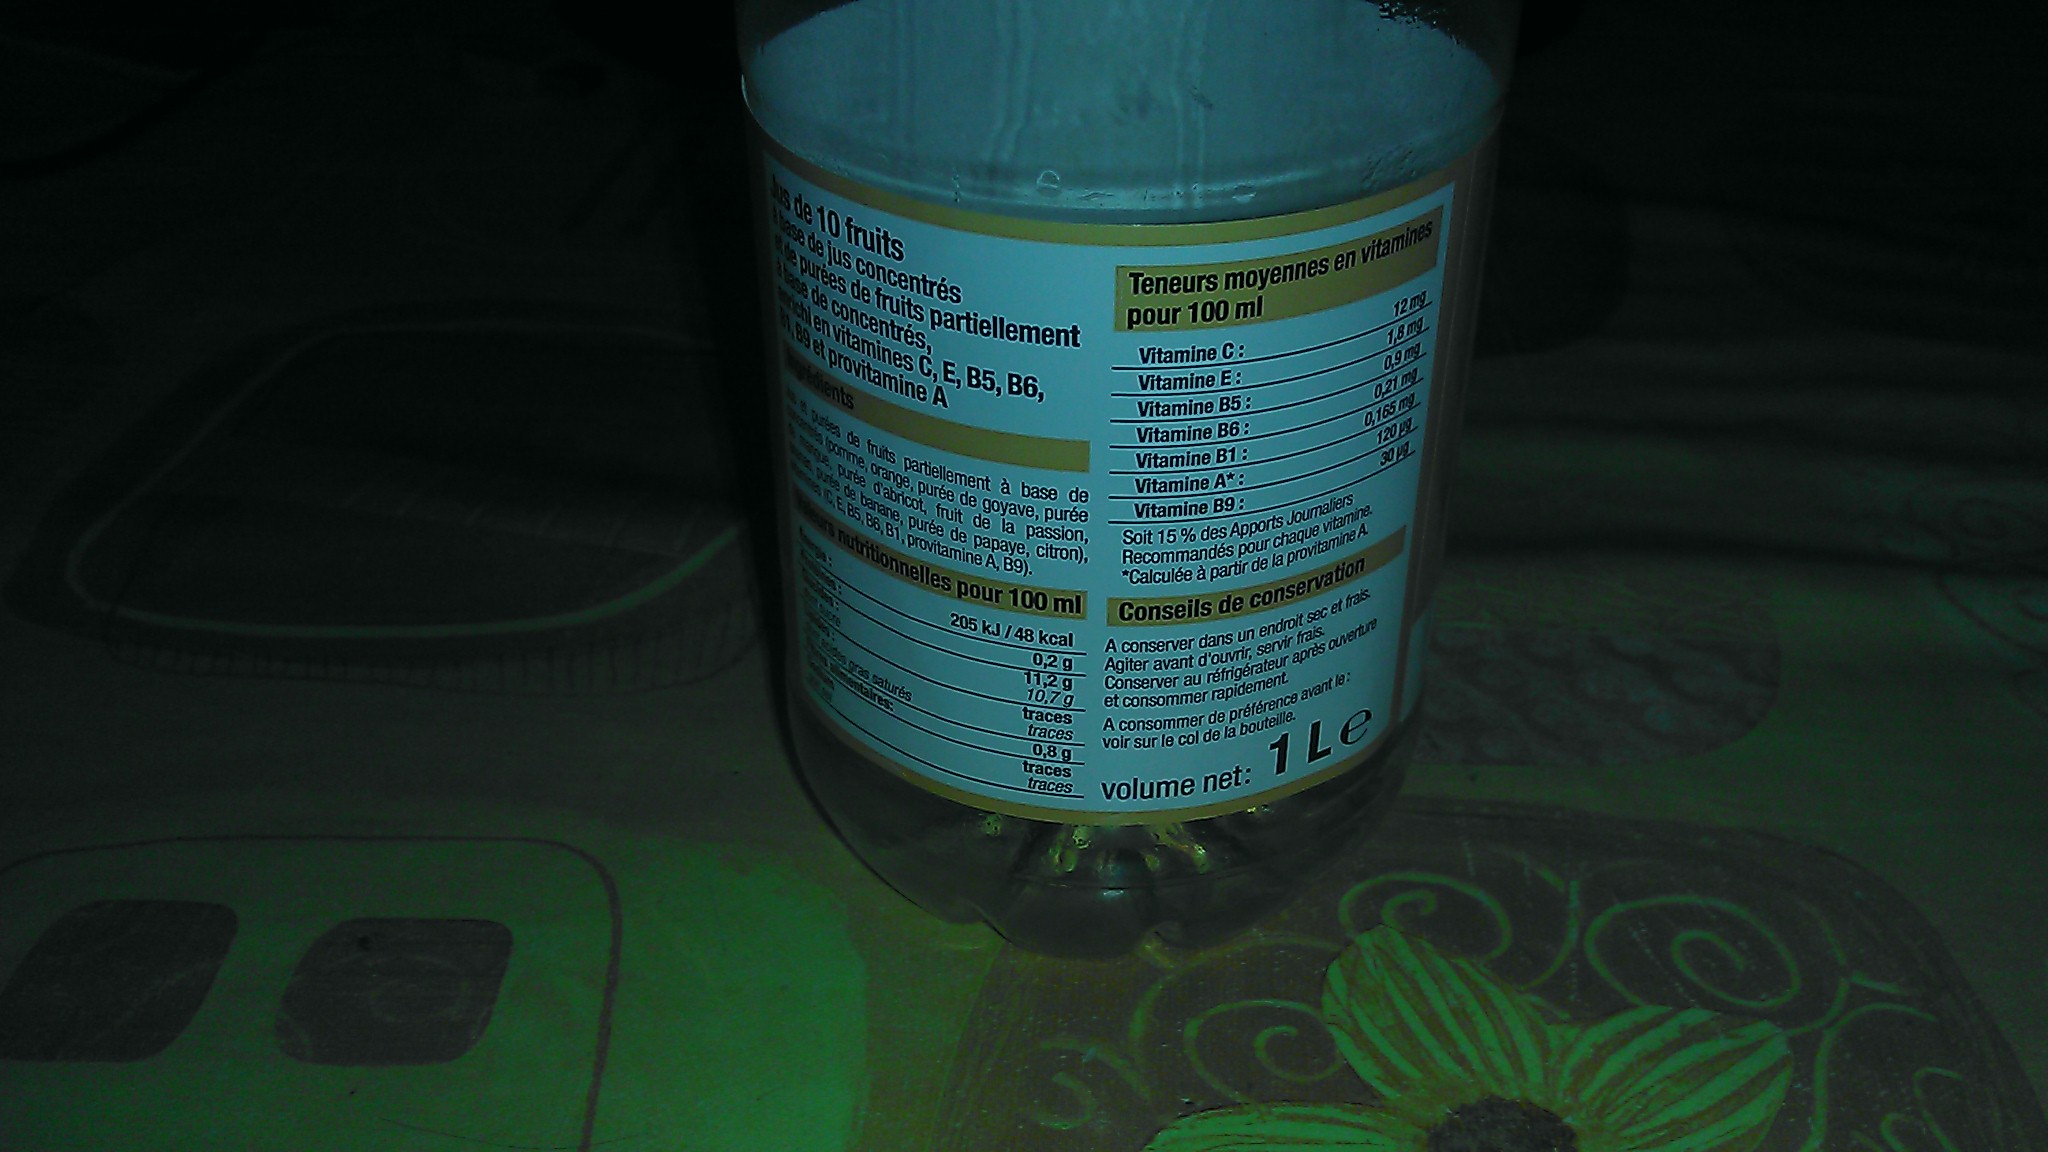 Jus de 10 fruits
à base de jus concentrés
et de purées de fruits partiellement
à base de concentrés,
enrichi en vitamines C, E, B5, B6,
B1, B9 et provitamine A
Ingrédients
Jus et purées de fruits partiellement à base de
concentrés (pomme, orange, purée de goyave, purée
de mangue, purée d'abricot, fruit de la passion,
purée de banane, purée de papaye, citron),
(C, E, B5, B6, B1, provitamine A, B9).
nutritionnelles pour 100 ml
205 kJ / 48 kcal
0,2 g
11,2 g
10,7 g
traces
gras saturés traces
alimentaires: 0,8 g
traces
traces
Teneurs moyennes en vitamines
pour 100 ml
Vitamine C : 12 mg
Vitamine E : 1,8 mg
Vitamine B5 : 0,9 mg
Vitamine B6 : 0,21 mg
Vitamine B1 : 0,165 mg
Vitamine A* : 120 µg
Vitamine B9 : 30 µg
Soit 15 % des Apports Journaliers
Recommandés pour chaque vitamine.
*Calculée à partir de la provitamine A.
Conseils de conservation
A conserver dans un endroit sec et frais.
Agiter avant d'ouvrir, servir frais.
Conserver au réfrigérateur après ouverture
et consommer rapidement.
A consommer de préférence avant le :
voir sur le col de la bouteille.
volume net: 1 L e